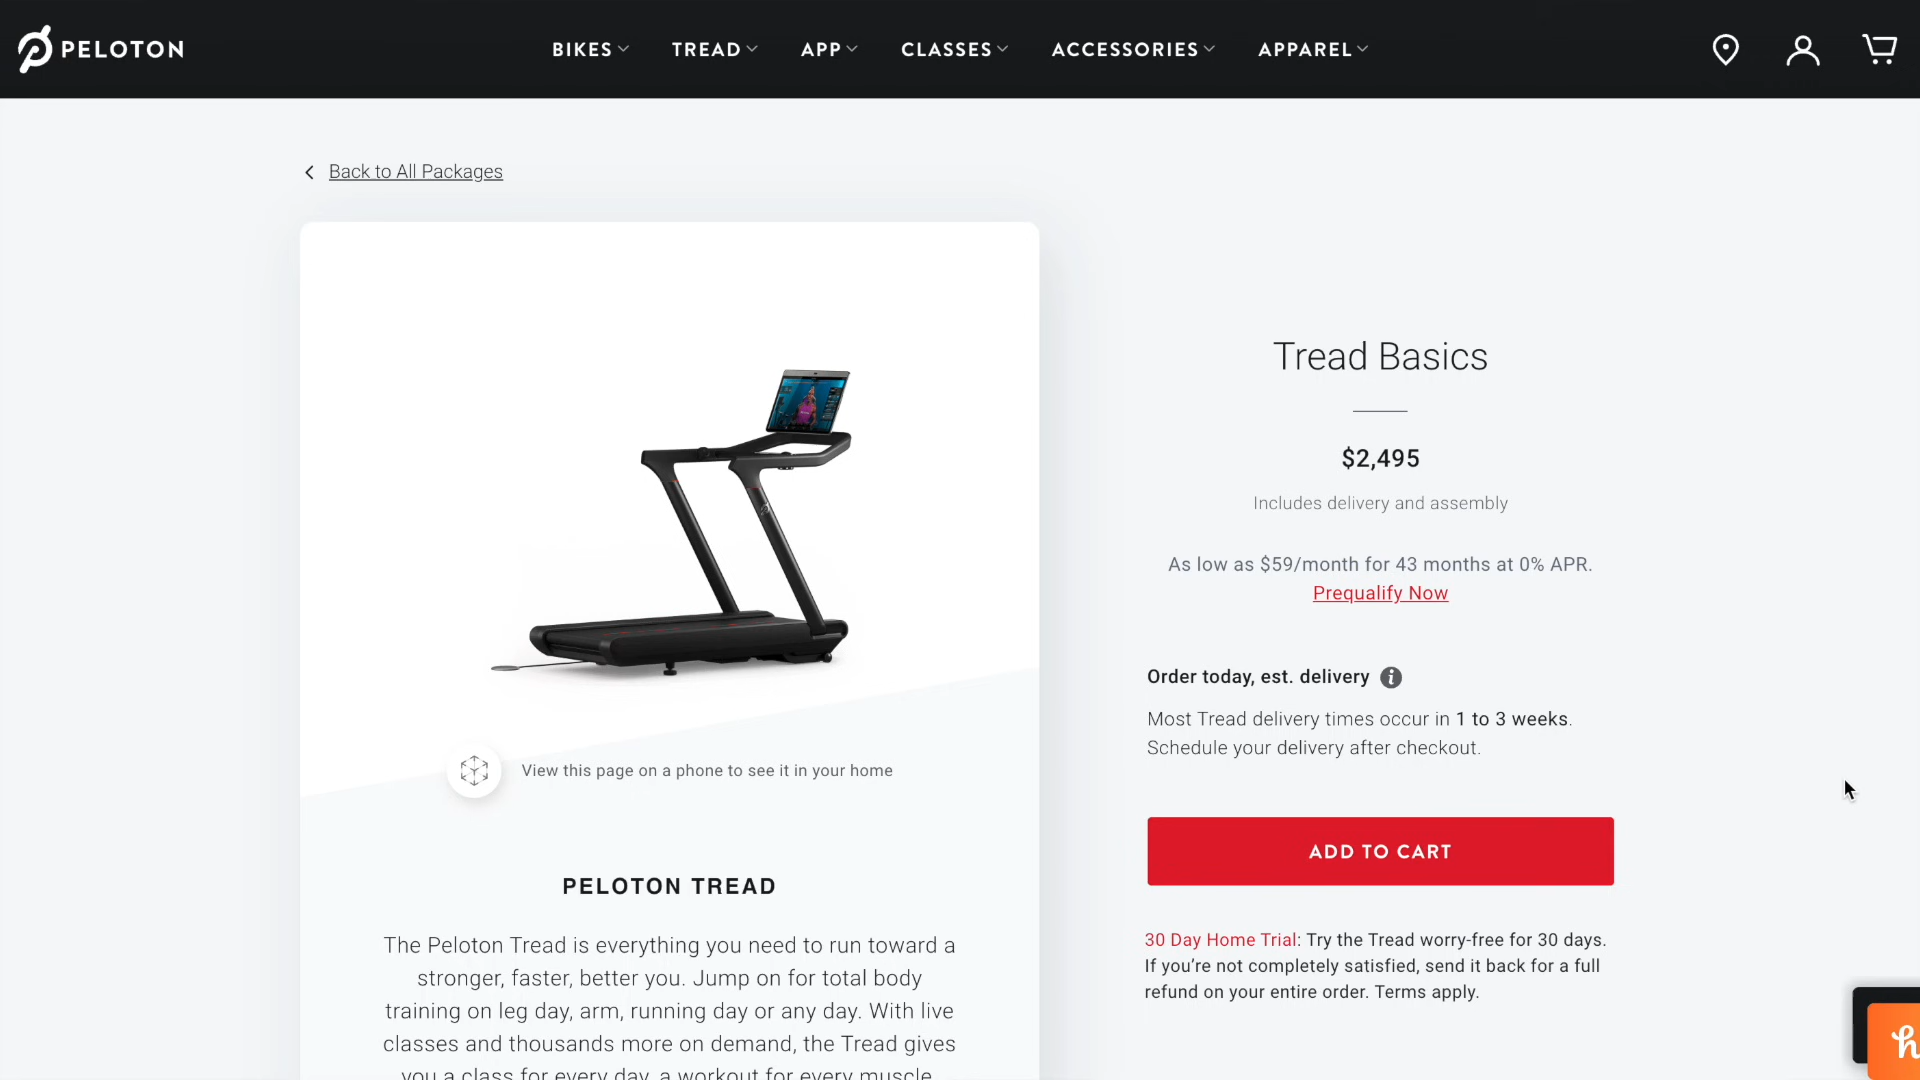 PELOTON
BIKES
TREAD
APP
CLASSES
ACCESSORIES
APPAREL
Back to All Packages
Tread Basics
$2,495
Includes delivery and assembly
As low as $59/month for 43 months at 0% APR.
Prequalify Now
Order today, est. delivery
Most Tread delivery times occur in 1 to 3 weeks.
Schedule your delivery after checkout.
View this page on a phone to see it in your home
ADD TO CART
PELOTON TREAD
The Peloton Tread is everything you need to run toward a
stronger, faster, better you. Jump on for total body
training on leg day, arm, running day or any day. With live
classes and thousands more on demand, the Tread gives
you a class for every day, a workout for every muscle
30 Day Home Trial: Try the Tread worry-free for 30 days.
If you’re not completely satisfied, send it back for a full
refund on your entire order. Terms apply.